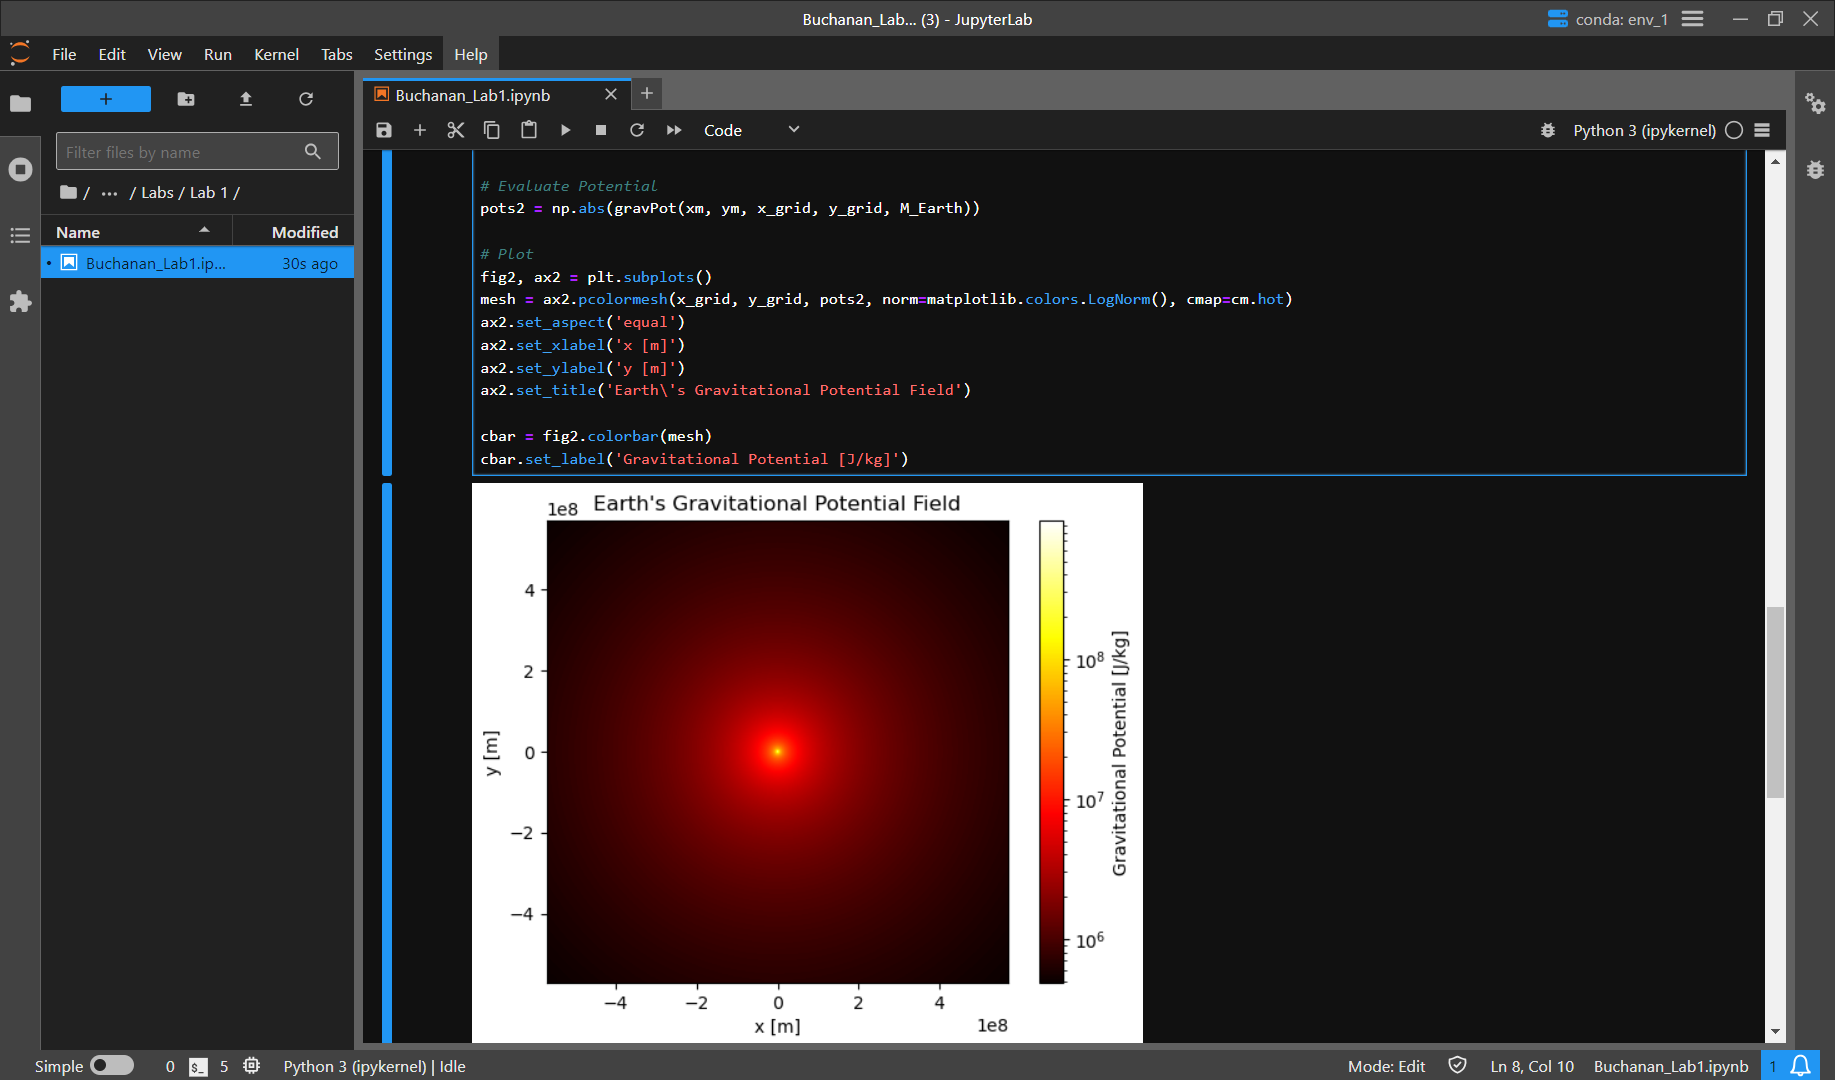 Buchanan_Lab... (3) - JupyterLab
conda: env_1
File Edit View Run Kernel Tabs Settings Help
+
Filter files by name
/ ... / Labs / Lab 1 /
Name Modified
Buchanan_Lab1.ip... 30s ago
Buchanan_Lab1.ipynb
Code
Python 3 (ipykernel)
# Evaluate Potential
pots2 = np.abs(gravPot(xm, ym, x_grid, y_grid, M_Earth))
# Plot
fig2, ax2 = plt.subplots()
mesh = ax2.pcolormesh(x_grid, y_grid, pots2, norm=matplotlib.colors.LogNorm(), cmap=cm.hot)
ax2.set_aspect('equal')
ax2.set_xlabel('x [m]')
ax2.set_ylabel('y [m]')
ax2.set_title('Earth\'s Gravitational Potential Field')
cbar = fig2.colorbar(mesh)
cbar.set_label('Gravitational Potential [J/kg]')
1e8 Earth's Gravitational Potential Field
4
2
0
−2
−4
y [m]
−4 −2 0 2 4
x [m]
1e8
10⁸
10⁷
10⁶
Gravitational Potential [J/kg]
Simple 0 $_ 5 Python 3 (ipykernel) | Idle
Mode: Edit Ln 8, Col 10 Buchanan_Lab1.ipynb 1